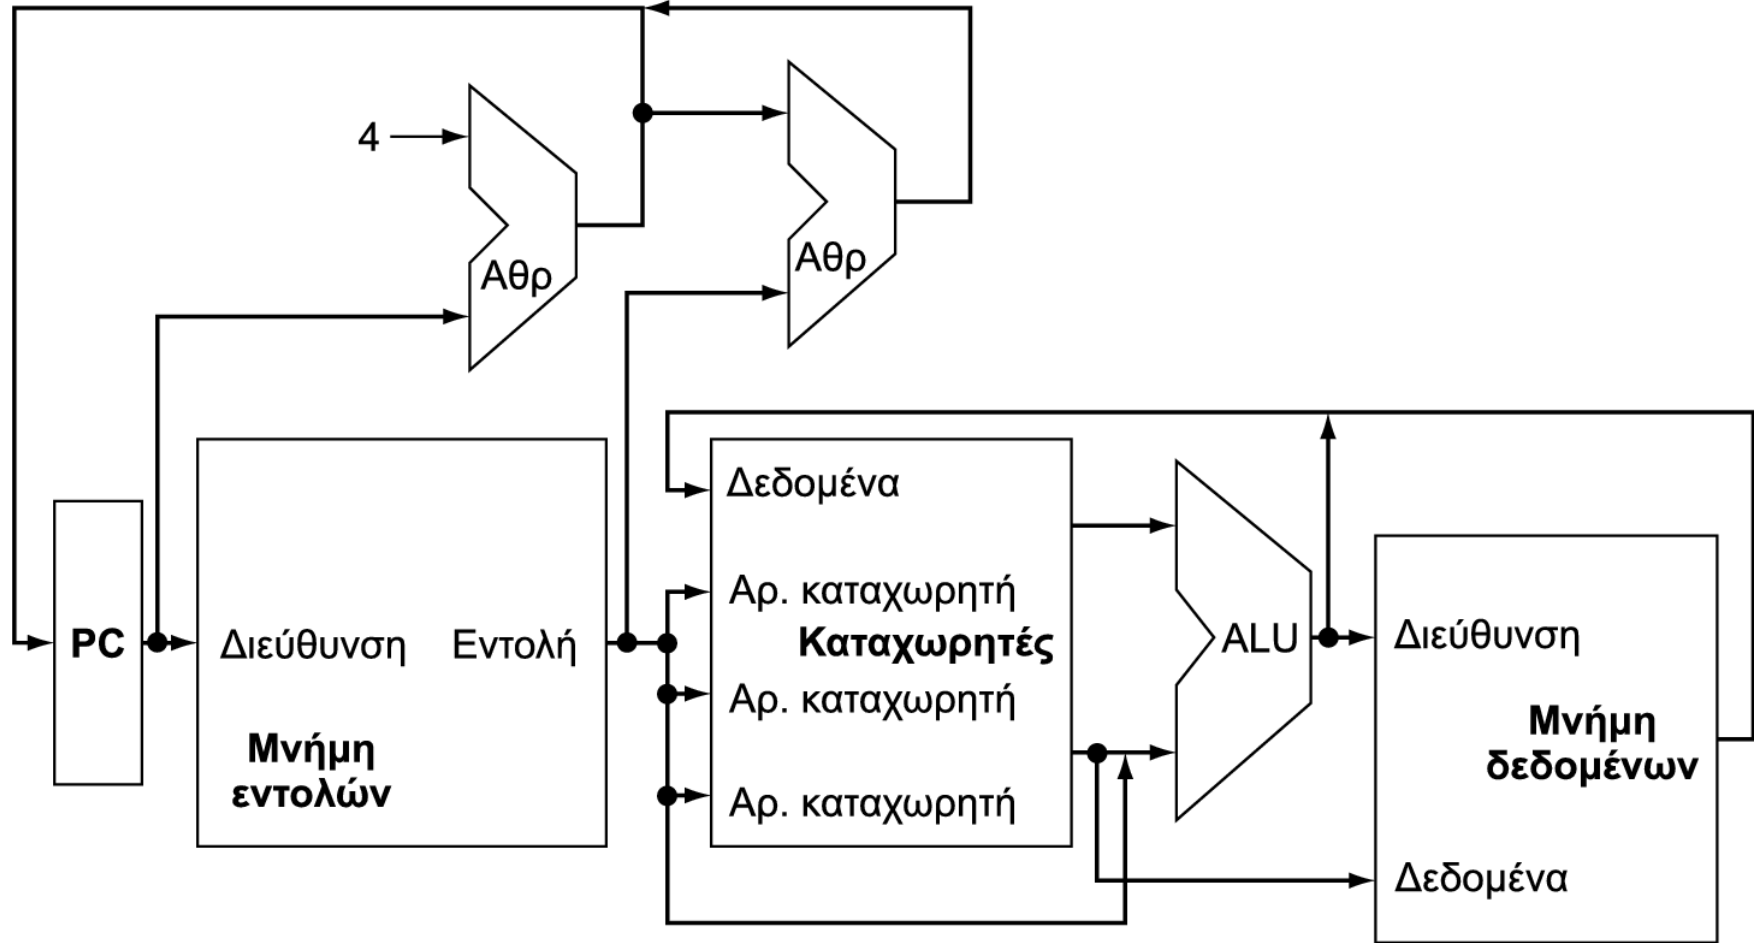 4
Αθρ
Αθρ
Δεδομένα
Αρ. καταχωρητή
PC
Διεύθυνση
Εντολή
Καταχωρητές
ALU
Διεύθυνση
Αρ. καταχωρητή
Μνήμη
εντολών
Μνήμη
δεδομένων
Αρ. καταχωρητή
Δεδομένα